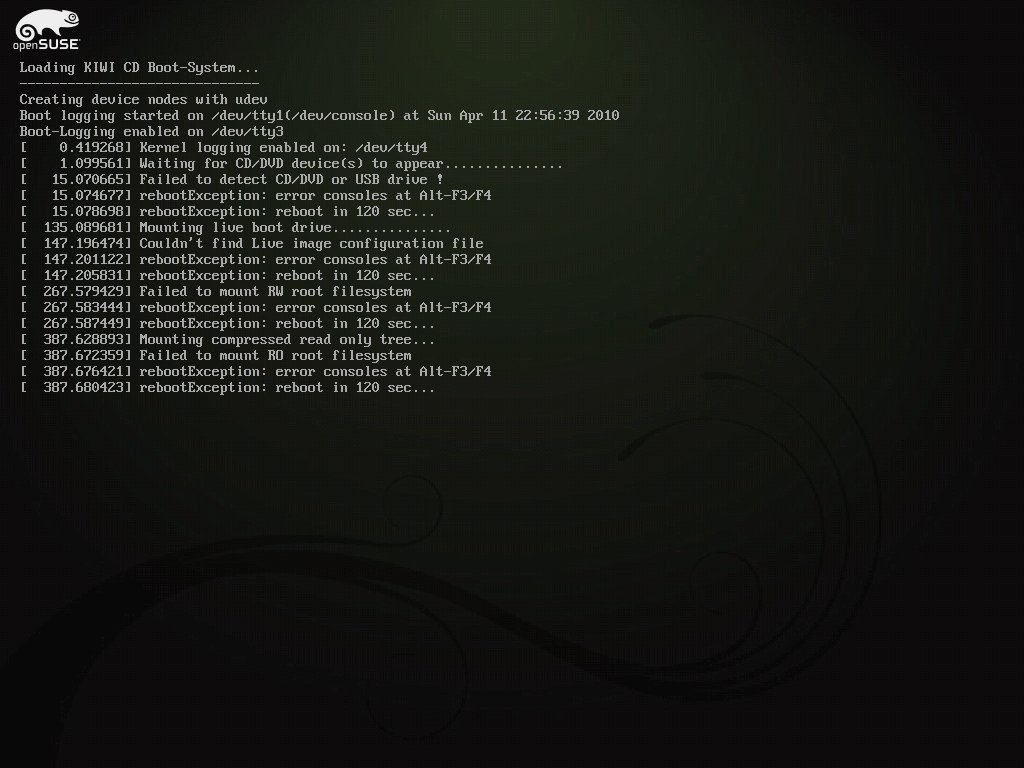 openSUSE
Loading KIWI CD Boot-System...
------------------------------
Creating device nodes with udev
Boot logging started on /dev/tty1(/dev/console) at Sun Apr 11 22:56:39 2010
Boot-Logging enabled on /dev/tty3
[    0.419268] Kernel logging enabled on: /dev/tty4
[    1.099561] Waiting for CD/DVD device(s) to appear...............
[   15.070665] Failed to detect CD/DVD or USB drive !
[   15.074677] rebootException: error consoles at Alt-F3/F4
[   15.078698] rebootException: reboot in 120 sec...
[  135.089681] Mounting live boot drive...............
[  147.196474] Couldn't find Live image configuration file
[  147.201122] rebootException: error consoles at Alt-F3/F4
[  147.205831] rebootException: reboot in 120 sec...
[  267.579429] Failed to mount RW root filesystem
[  267.583444] rebootException: error consoles at Alt-F3/F4
[  267.587449] rebootException: reboot in 120 sec...
[  387.628893] Mounting compressed read only tree...
[  387.672359] Failed to mount RO root filesystem
[  387.676421] rebootException: error consoles at Alt-F3/F4
[  387.680423] rebootException: reboot in 120 sec...